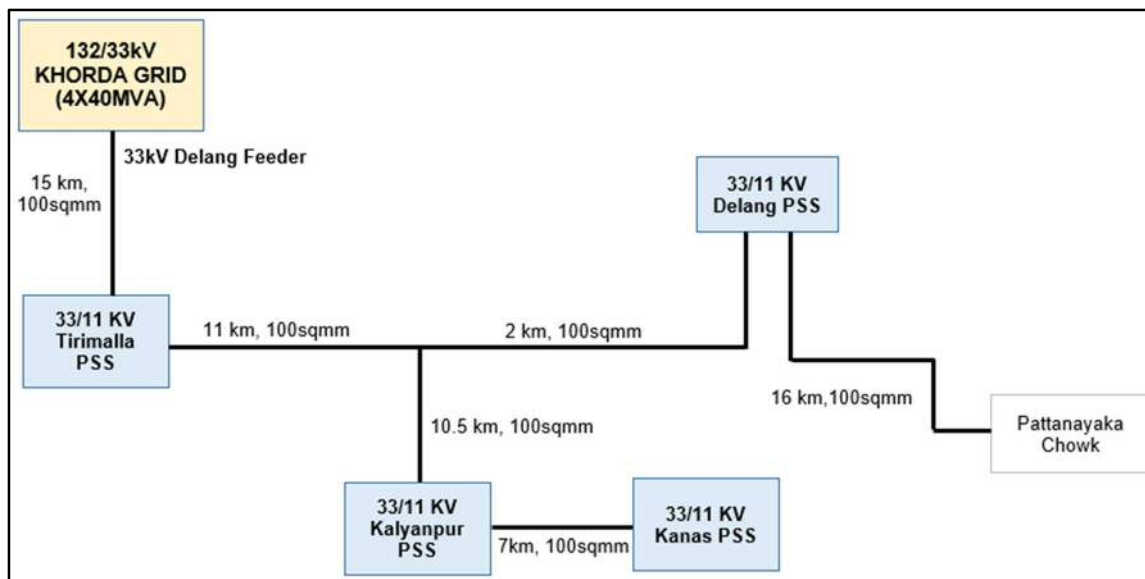 132/33kV
KHORDA GRID
(4X40MVA)
33kV Delang Feeder
15 km,
100sqmm
33/11 KV
Delang PSS
33/11 KV
Tirimalla
PSS
11 km, 100sqmm
2 km, 100sqmm
16 km,100sqmm
Pattanayaka
Chowk
10.5 km, 100sqmm
33/11 KV
Kalyanpur
PSS
7km, 100sqmm
33/11 KV
Kanas PSS